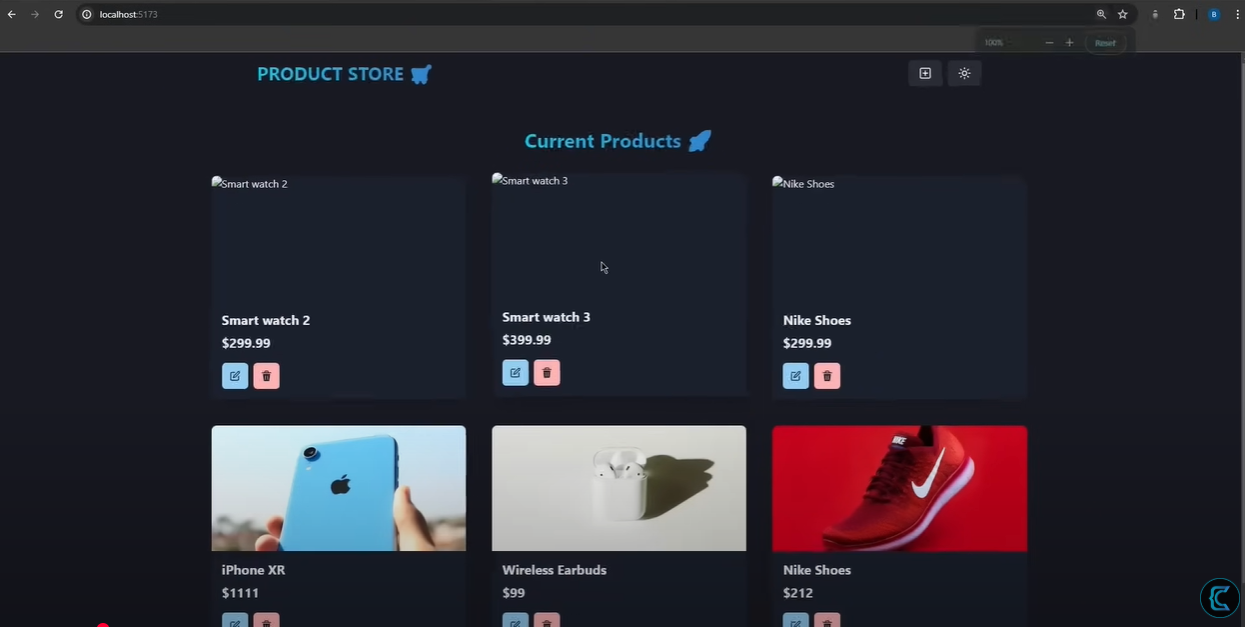 localhost:5173
B
100%
Reset
PRODUCT STORE
Current Products
Smart watch 2
Smart watch 3
Nike Shoes
Smart watch 2
$299.99
Smart watch 3
$399.99
Nike Shoes
$299.99
NIKE
iPhone XR
$1111
Wireless Earbuds
$99
Nike Shoes
$212